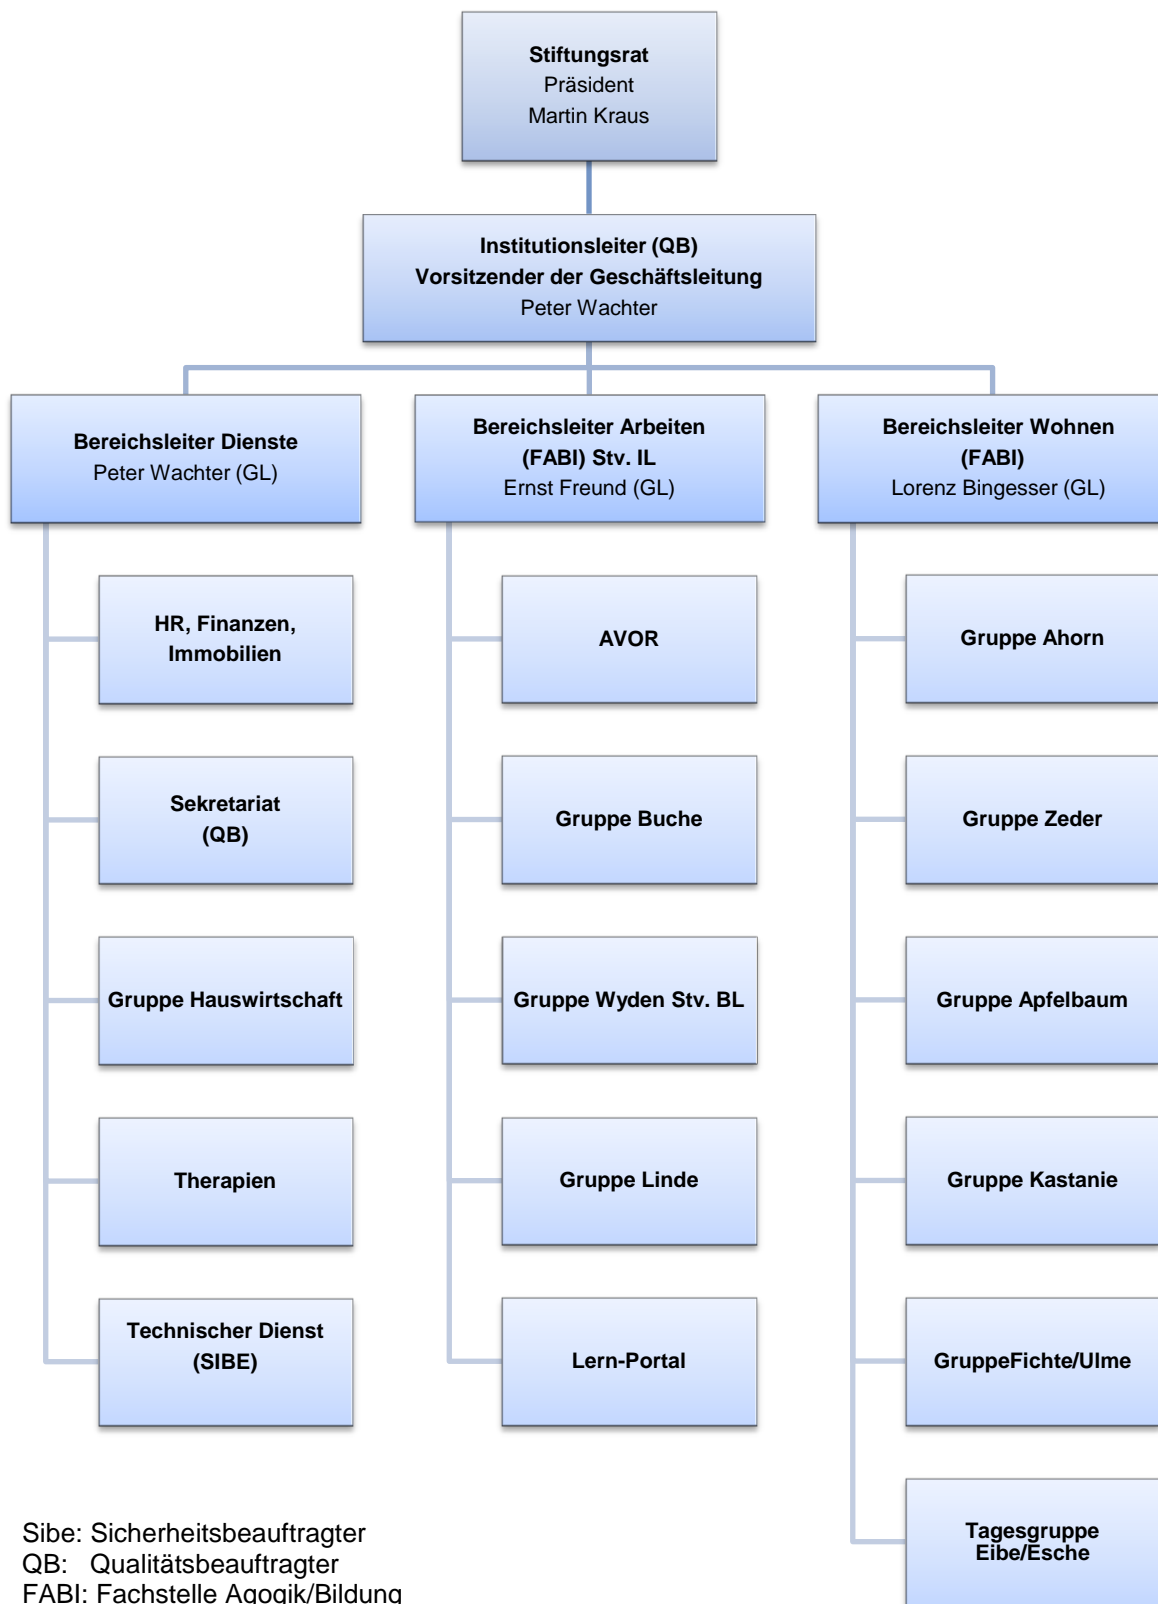 Stiftungsrat
Präsident
Martin Kraus
Institutionsleiter (QB)
Vorsitzender der Geschäftsleitung
Peter Wachter
Bereichsleiter Dienste
Peter Wachter (GL)
Bereichsleiter Arbeiten
(FABI) Stv. IL
Ernst Freund (GL)
Bereichsleiter Wohnen
(FABI)
Lorenz Bingesser (GL)
HR, Finanzen,
Immobilien
Sekretariat
(QB)
Gruppe Hauswirtschaft
Therapien
Technischer Dienst
(SIBE)
AVOR
Gruppe Buche
Gruppe Wyden Stv. BL
Gruppe Linde
Lern-Portal
Gruppe Ahorn
Gruppe Zeder
Gruppe Apfelbaum
Gruppe Kastanie
GruppeFichte/Ulme
Tagesgruppe
Eibe/Esche
Sibe: Sicherheitsbeauftragter
QB: Qualitätsbeauftragter
FABI: Fachstelle Agogik/Bildung